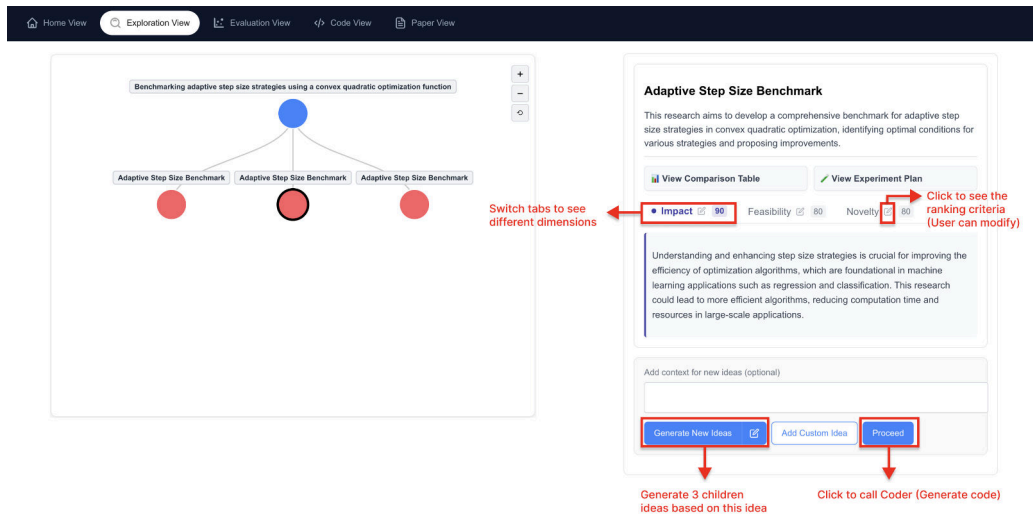 Home View
Exploration View
Evaluation View
</> Code View
Paper View
Benchmarking adaptive step size strategies using a convex quadratic optimization function
Adaptive Step Size Benchmark
Adaptive Step Size Benchmark
Adaptive Step Size Benchmark
+
−
Adaptive Step Size Benchmark
This research aims to develop a comprehensive benchmark for adaptive step
size strategies in convex quadratic optimization, identifying optimal conditions for
various strategies and proposing improvements.
View Comparison Table
View Experiment Plan
Switch tabs to see
different dimensions
• Impact 90
Feasibility 80
Novelty 80
Click to see the
ranking criteria
(User can modify)
Understanding and enhancing step size strategies is crucial for improving the
efficiency of optimization algorithms, which are foundational in machine
learning applications such as regression and classification. This research
could lead to more efficient algorithms, reducing computation time and
resources in large-scale applications.
Add context for new ideas (optional)
Generate New Ideas
Add Custom Idea
Proceed
Generate 3 children
ideas based on this idea
Click to call Coder (Generate code)